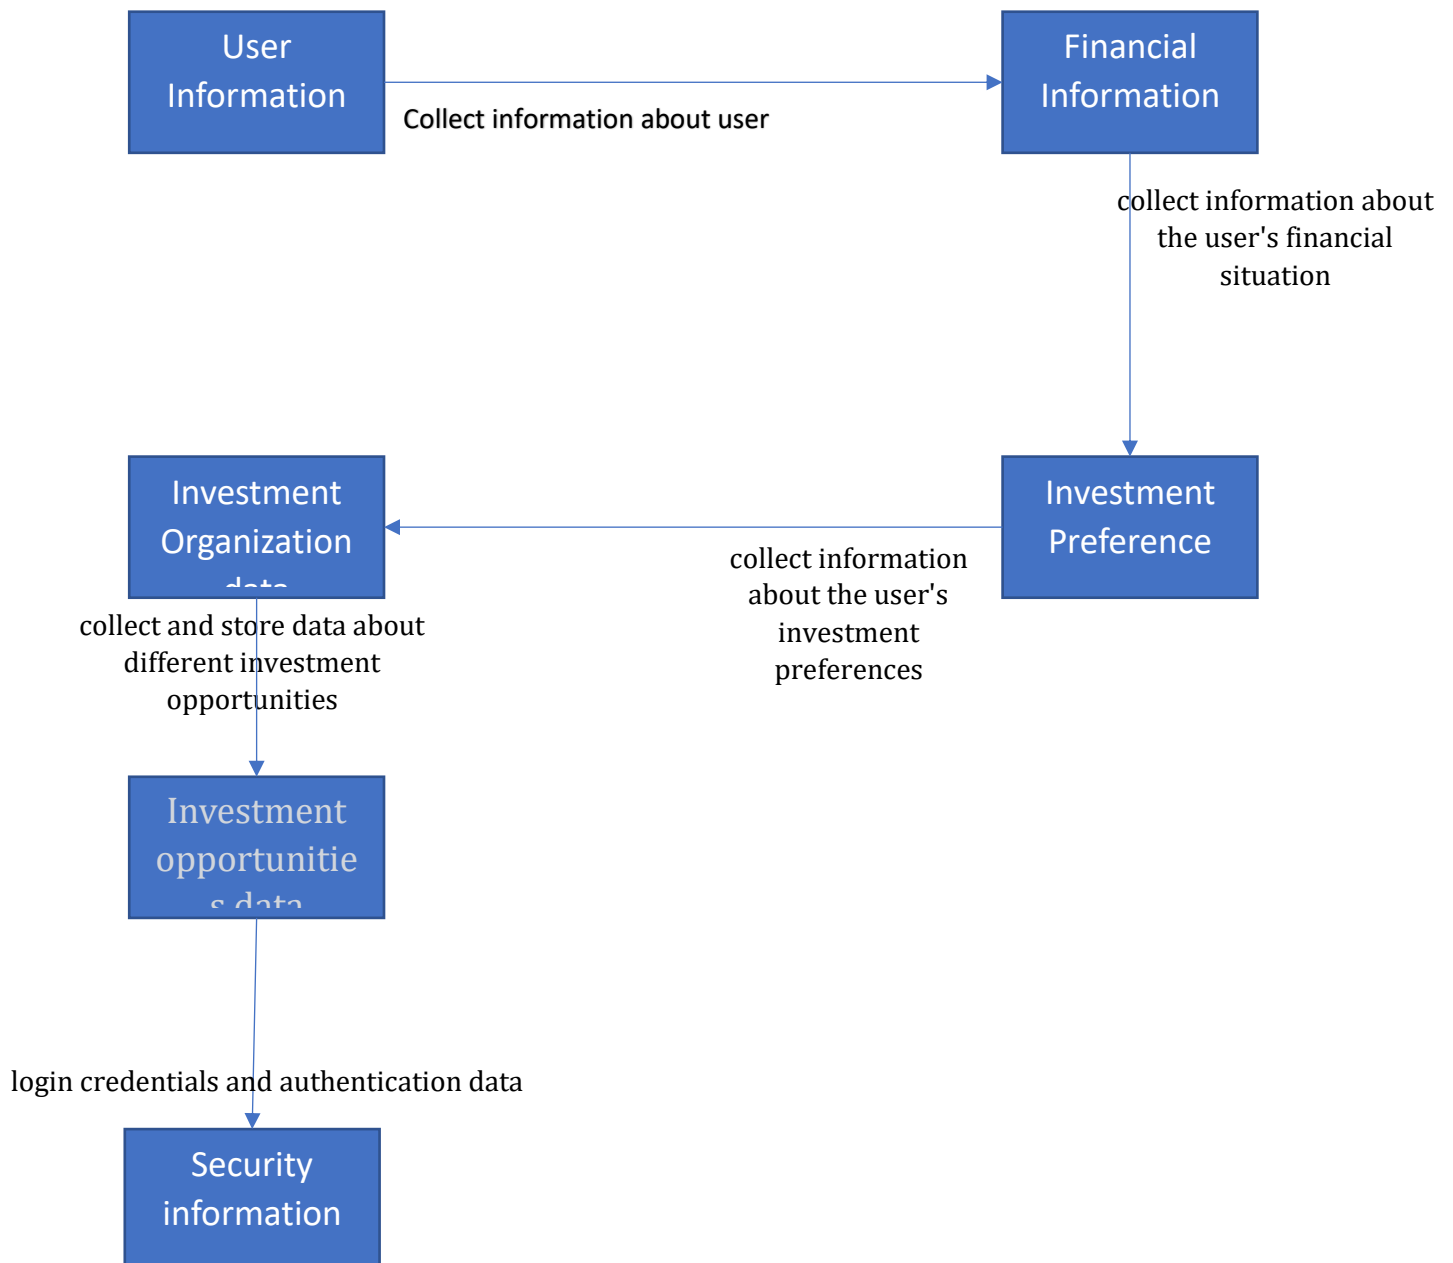 User
Information
Financial
Information
Collect information about user
collect information about
the user's financial
situation
Investment
Organization
data
Investment
Preference
collect information
about the user's
investment
preferences
collect and store data about
different investment
opportunities
Investment
opportunitie
s data
login credentials and authentication data
Security
information